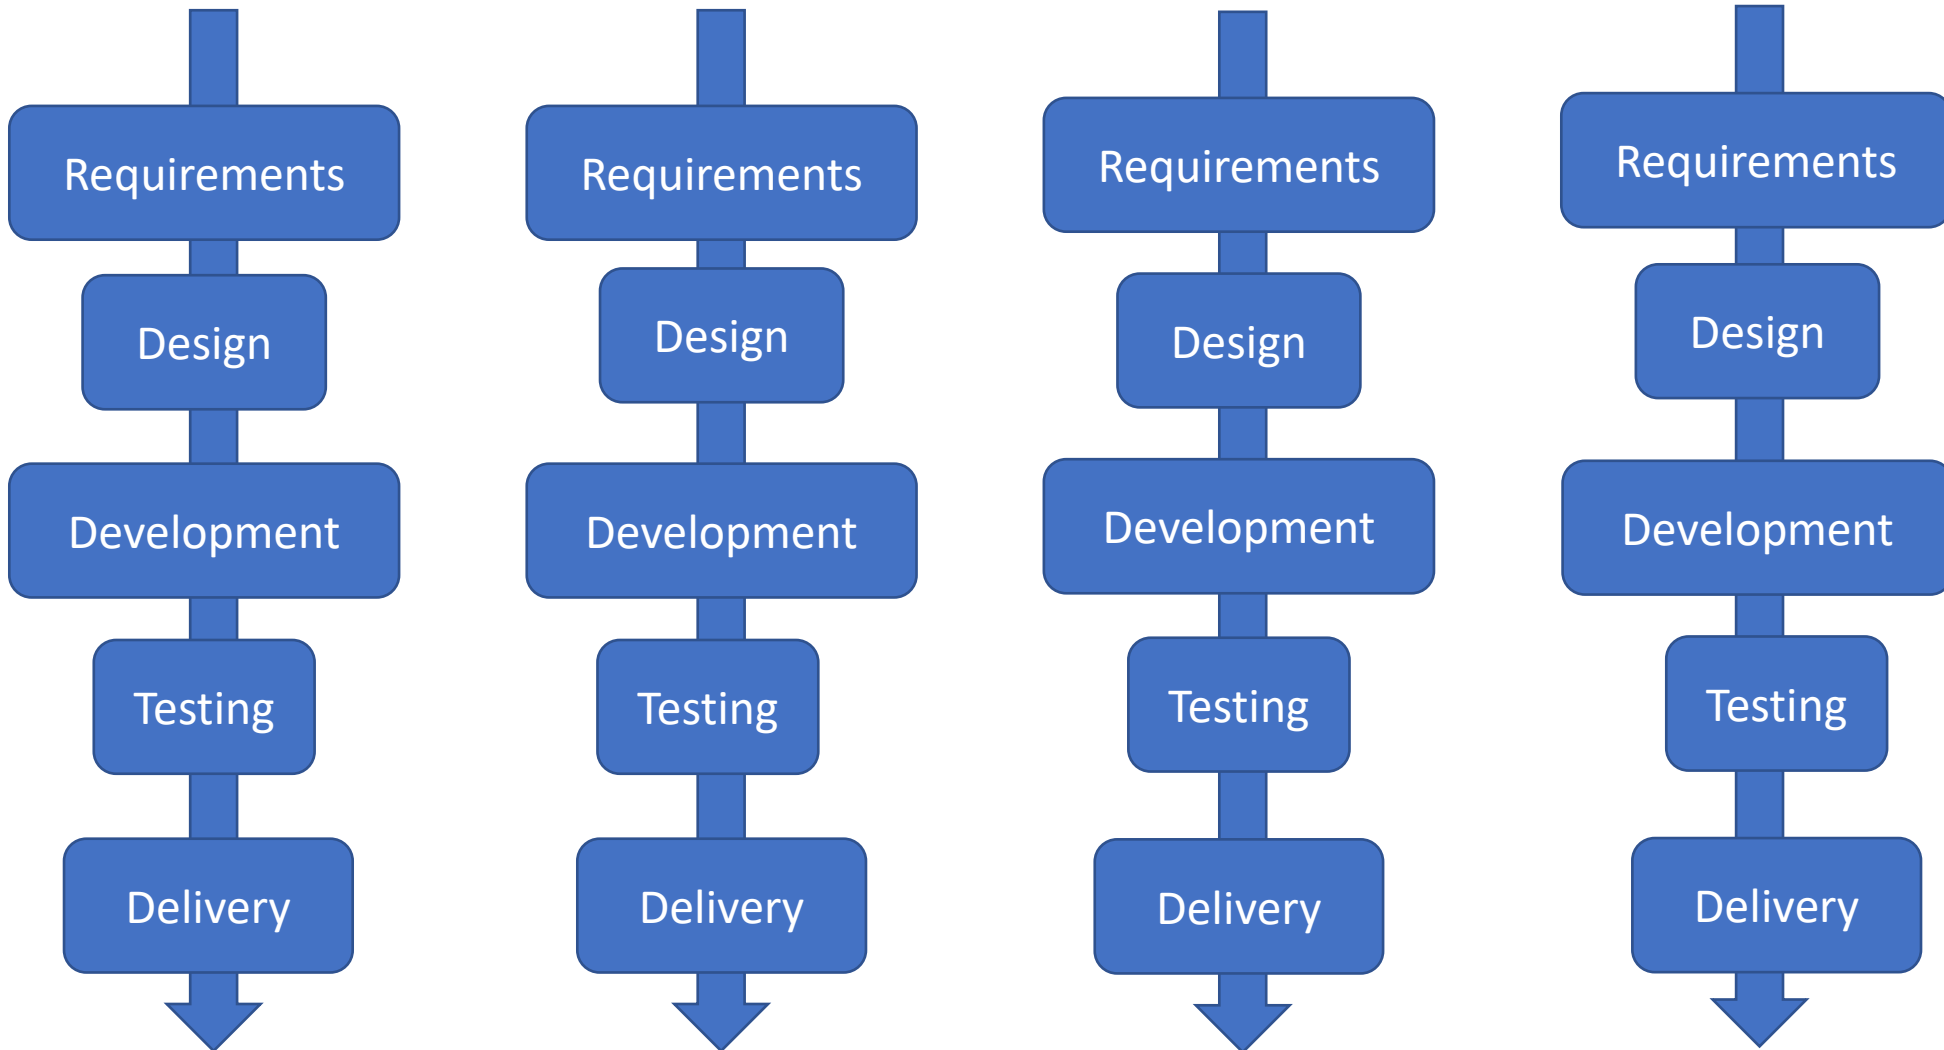 Requirements
Design
Development
Testing
Delivery
Requirements
Design
Development
Testing
Delivery
Requirements
Design
Development
Testing
Delivery
Requirements
Design
Development
Testing
Delivery